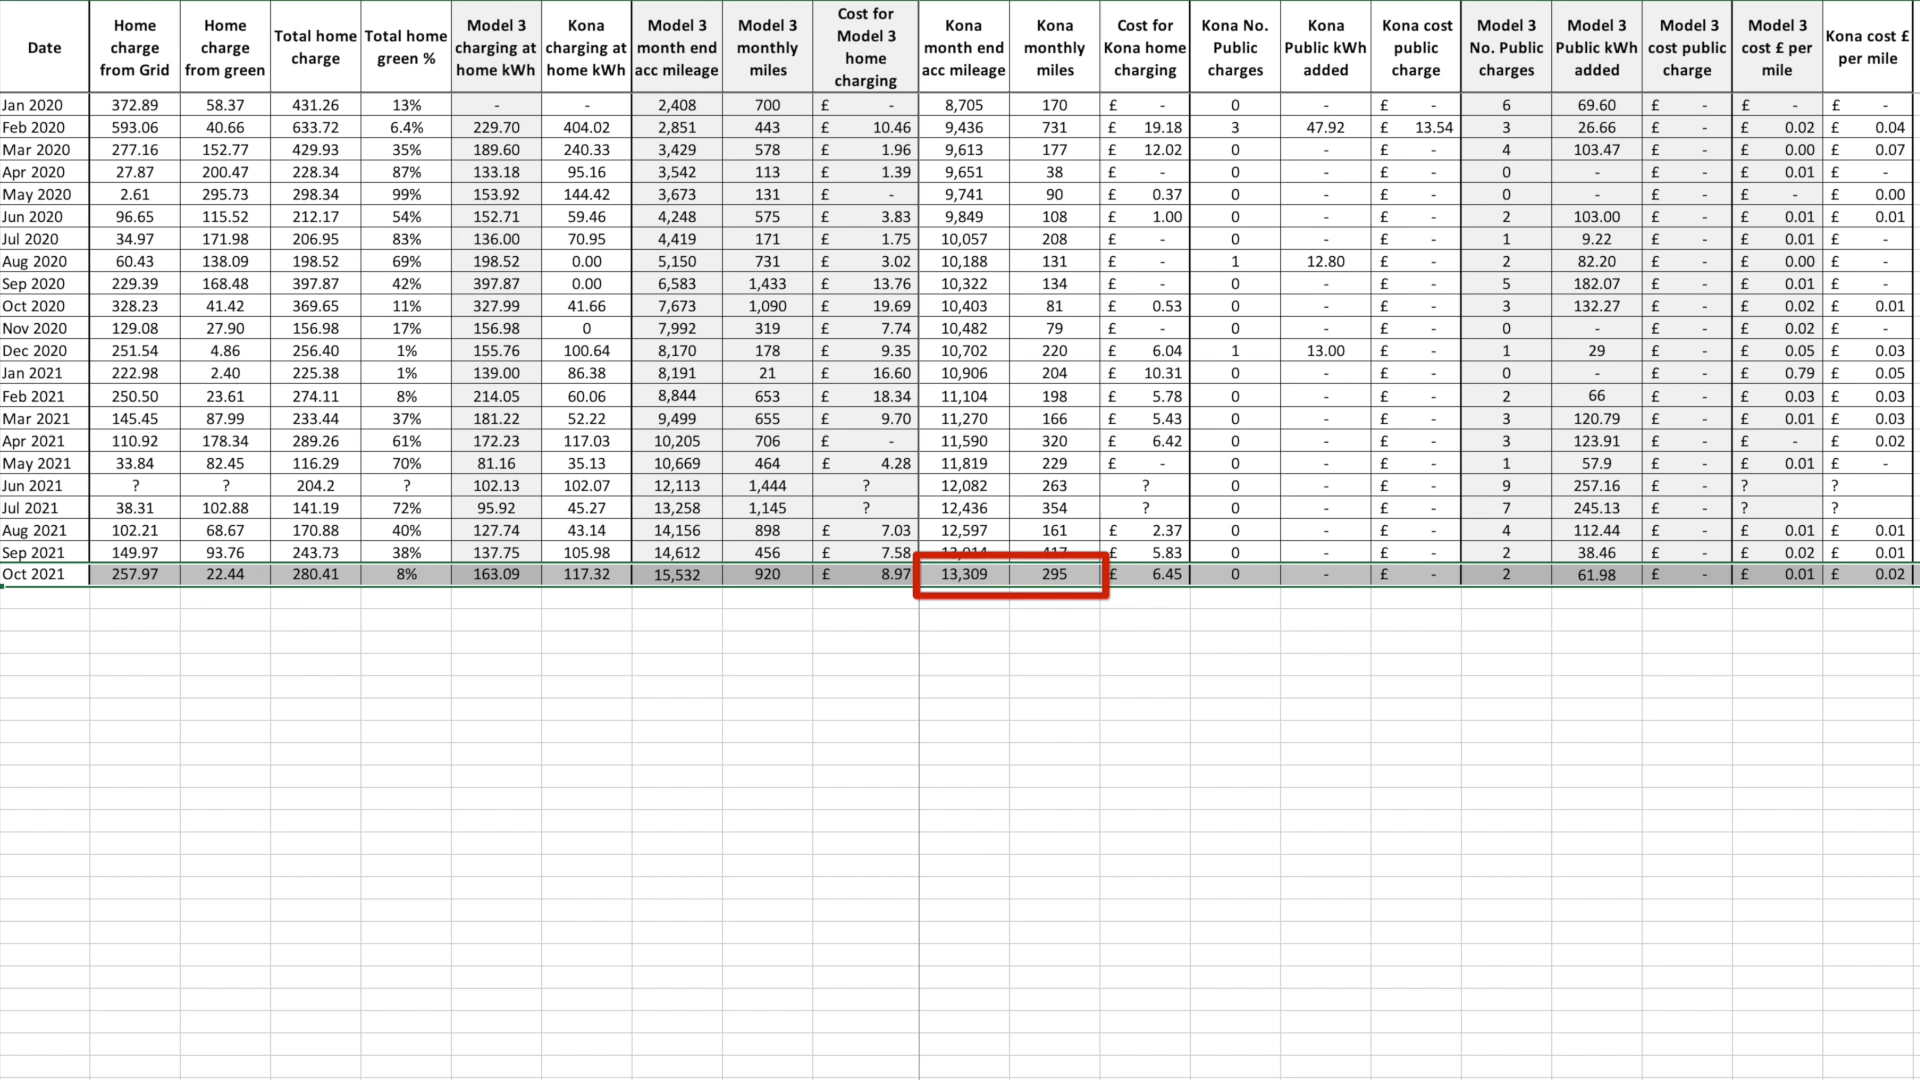 Date Home charge from Grid Home charge from green Total home charge Total home green % Model 3 charging at home kWh Kona charging at home kWh Model 3 month end acc mileage Model 3 monthly miles Cost for Model 3 home charging Kona month end acc mileage Kona monthly miles Cost for Kona home charging Kona No. Public charges Kona Public kWh added Kona cost public charge Model 3 No. Public charges Model 3 Public kWh added Model 3 cost public charge Model 3 cost £ per mile Kona cost £ per mile
Jan 2020 372.89 58.37 431.26 13% - - 2,408 700 £ - 8,705 170 £ - 0 - £ - 6 69.60 £ - £ - £ -
Feb 2020 593.06 40.66 633.72 6.4% 229.70 404.02 2,851 443 £ 10.46 9,436 731 £ 19.18 3 47.92 £ 13.54 3 26.66 £ - £ 0.02 £ 0.04
Mar 2020 277.16 152.77 429.93 35% 189.60 240.33 3,429 578 £ 1.96 9,613 177 £ 12.02 0 - £ - 4 103.47 £ - £ 0.00 £ 0.07
Apr 2020 27.87 200.47 228.34 87% 133.18 95.16 3,542 113 £ 1.39 9,651 38 £ - 0 - £ - 0 - £ - £ 0.01 £ -
May 2020 2.61 295.73 298.34 99% 153.92 144.42 3,673 131 £ - 9,741 90 £ 0.37 0 - £ - 0 - £ - £ - £ 0.00
Jun 2020 96.65 115.52 212.17 54% 152.71 59.46 4,248 575 £ 3.83 9,849 108 £ 1.00 0 - £ - 2 103.00 £ - £ 0.01 £ 0.01
Jul 2020 34.97 171.98 206.95 83% 136.00 70.95 4,419 171 £ 1.75 10,057 208 £ - 0 - £ - 1 9.22 £ - £ 0.01 £ -
Aug 2020 60.43 138.09 198.52 69% 198.52 0.00 5,150 731 £ 3.02 10,188 131 £ - 1 12.80 £ - 2 82.20 £ - £ 0.00 £ -
Sep 2020 229.39 168.48 397.87 42% 397.87 0.00 6,583 1,433 £ 13.76 10,322 134 £ - 0 - £ - 5 182.07 £ - £ 0.01 £ -
Oct 2020 328.23 41.42 369.65 11% 327.99 41.66 7,673 1,090 £ 19.69 10,403 81 £ 0.53 0 - £ - 3 132.27 £ - £ 0.02 £ 0.01
Nov 2020 129.08 27.90 156.98 17% 156.98 0 7,992 319 £ 7.74 10,482 79 £ - 0 - £ - 0 - £ - £ 0.02 £ -
Dec 2020 251.54 4.86 256.40 1% 155.76 100.64 8,170 178 £ 9.35 10,702 220 £ 6.04 1 13.00 £ - 1 29 £ - £ 0.05 £ 0.03
Jan 2021 222.98 2.40 225.38 1% 139.00 86.38 8,191 21 £ 16.60 10,906 204 £ 10.31 0 - £ - 0 - £ - £ 0.79 £ 0.05
Feb 2021 250.50 23.61 274.11 8% 214.05 60.06 8,844 653 £ 18.34 11,104 198 £ 5.78 0 - £ - 2 66 £ - £ 0.03 £ 0.03
Mar 2021 145.45 87.99 233.44 37% 181.22 52.22 9,499 655 £ 9.70 11,270 166 £ 5.43 0 - £ - 3 120.79 £ - £ 0.01 £ 0.03
Apr 2021 110.92 178.34 289.26 61% 172.23 117.03 10,205 706 £ - 11,590 320 £ 6.42 0 - £ - 3 123.91 £ - £ - £ 0.02
May 2021 33.84 82.45 116.29 70% 81.16 35.13 10,669 464 £ 4.28 11,819 229 £ - 0 - £ - 1 57.9 £ - £ 0.01 £ -
Jun 2021 ? ? 204.2 ? 102.13 102.07 12,113 1,444 ? 12,082 263 ? 0 - £ - 9 257.16 £ - ? ?
Jul 2021 38.31 102.88 141.19 72% 95.92 45.27 13,258 1,145 ? 12,436 354 ? 0 - £ - 7 245.13 £ - ? ?
Aug 2021 102.21 68.67 170.88 40% 127.74 43.14 14,156 898 £ 7.03 12,597 161 £ 2.37 0 - £ - 4 112.44 £ - £ 0.01 £ 0.01
Sep 2021 149.97 93.76 243.73 38% 137.75 105.98 14,612 456 £ 7.58 £ 5.83 0 - £ - 2 38.46 £ - £ 0.02 £ 0.01
Oct 2021 257.97 22.44 280.41 8% 163.09 117.32 15,532 920 £ 8.97 13,309 295 £ 6.45 0 - £ - 2 61.98 £ - £ 0.01 £ 0.02